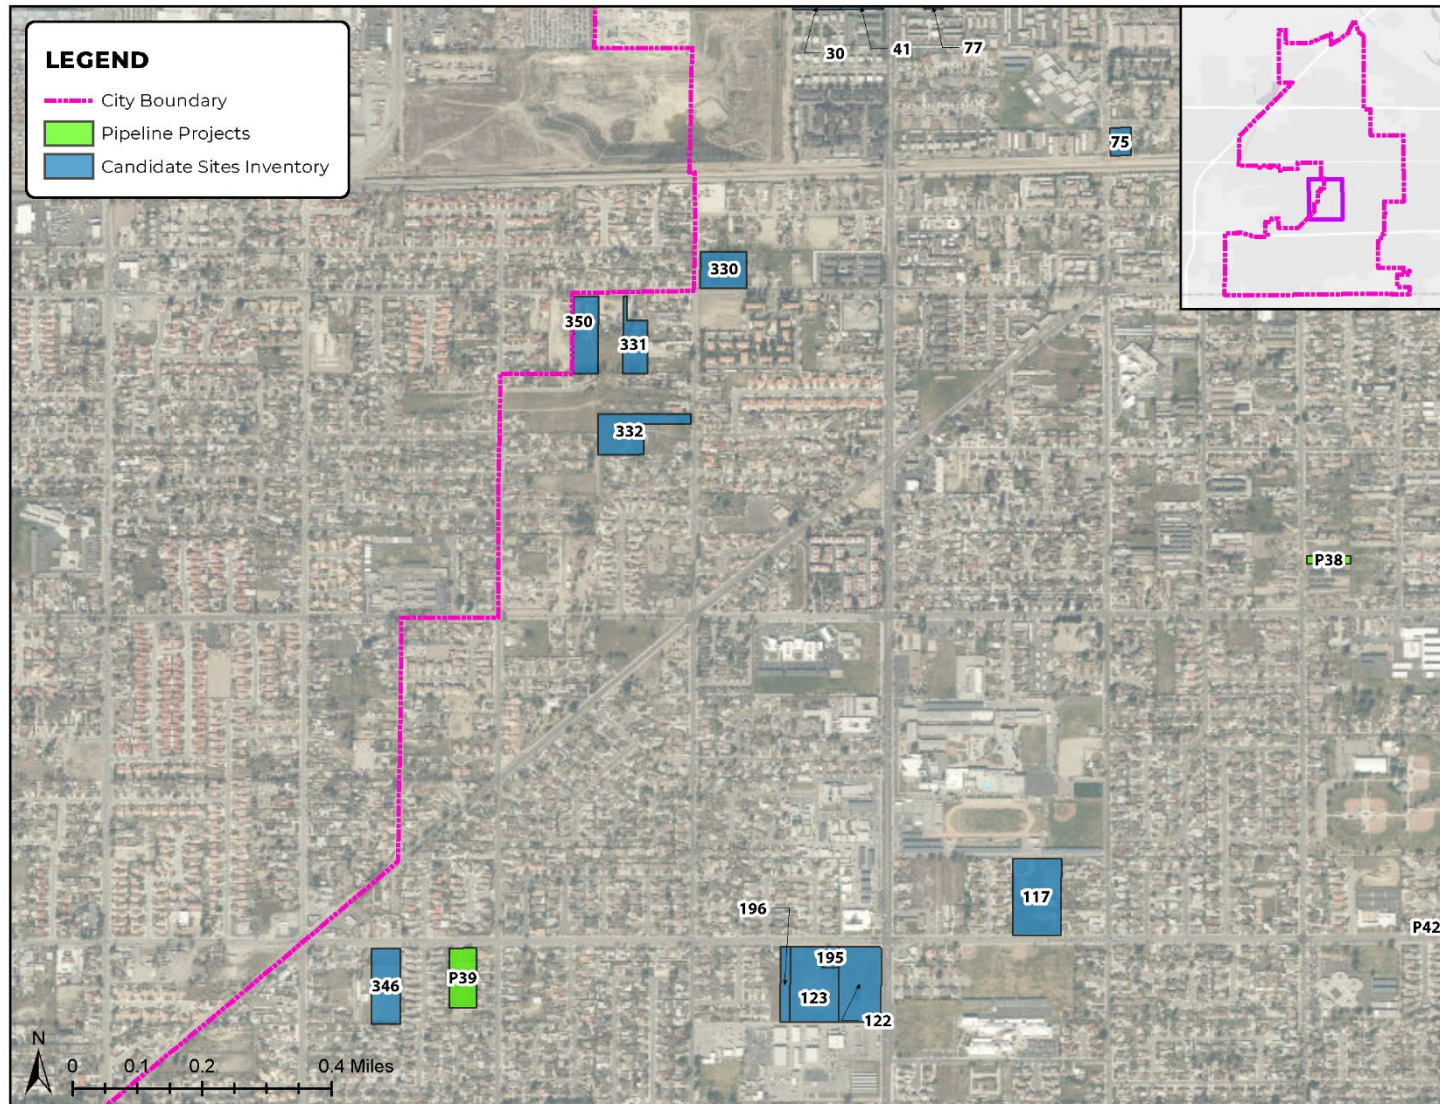 LEGEND
City Boundary
Pipeline Projects
Candidate Sites Inventory
30
41
77
75
330
350
331
332
P38
117
196
P42
195
346
P39
123
122
N
0 0.1 0.2 0.4 Miles